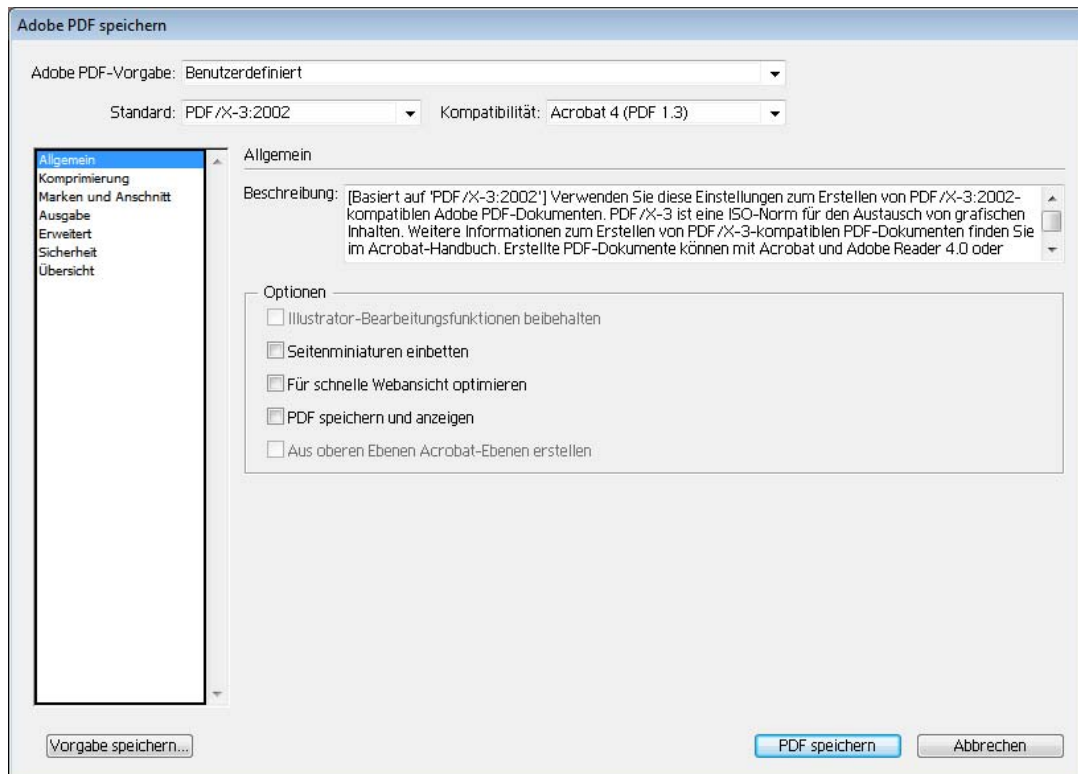 Adobe PDF speichern
Adobe PDF-Vorgabe: Benutzerdefiniert
Standard: PDF/X-3:2002 Kompatibilität: Acrobat 4 (PDF 1.3)
Allgemein
Komprimierung
Marken und Anschnitt
Ausgabe
Erweitert
Sicherheit
Übersicht
Allgemein
Beschreibung: [Basiert auf 'PDF/X-3:2002'] Verwenden Sie diese Einstellungen zum Erstellen von PDF/X-3:2002-
kompatiblen Adobe PDF-Dokumenten. PDF/X-3 ist eine ISO-Norm für den Austausch von grafischen
Inhalten. Weitere Informationen zum Erstellen von PDF/X-3-kompatiblen PDF-Dokumenten finden Sie
im Acrobat-Handbuch. Erstellte PDF-Dokumente können mit Acrobat und Adobe Reader 4.0 oder
Optionen
Illustrator-Bearbeitungsfunktionen beibehalten
Seitenminiaturen einbetten
Für schnelle Webansicht optimieren
PDF speichern und anzeigen
Aus oberen Ebenen Acrobat-Ebenen erstellen
Vorgabe speichern... PDF speichern Abbrechen